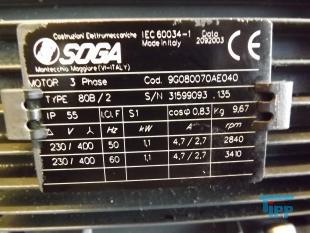 Costruzioni Elettromeccaniche IEC 60034-1 Data
SOGA Made in Italy 2092003
Montecchio Maggiore (VI-ITALY)
MOTOR 3 Phase Cod. 9G080070AE040
TYPE 80B/2 S/N 31599093 .135
IP 55 I.Cl.F S1 cosφ 0,83 Kg 9,67
Δ V Y Hz kW A rpm
230/400 50 1,1 4,7/2,7 2840
230/400 60 1,1 4,7/2,7 3410
TIPP